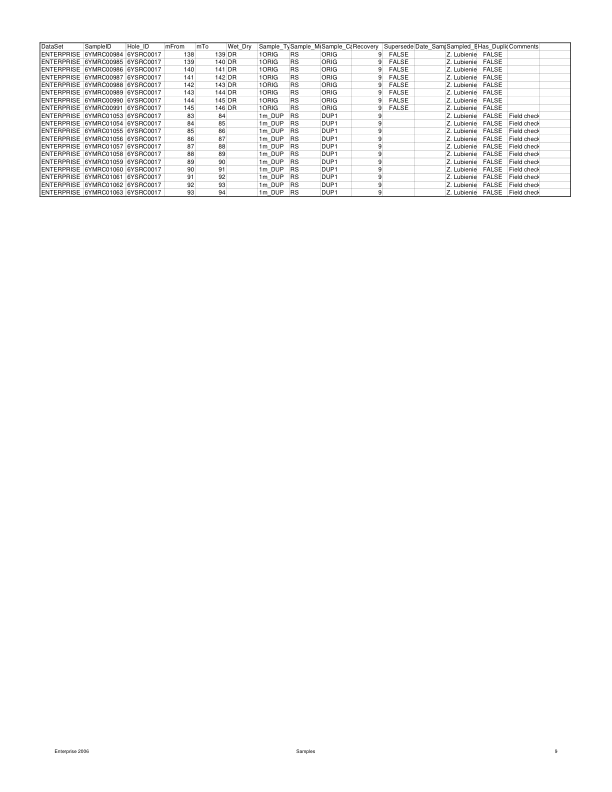 DataSet SampleID Hole_ID mFrom mTo Wet_Dry Sample_Ty Sample_Me Sample_Ca Recovery Supersede Date_Samp Sampled_B Has_Duplic Comments
ENTERPRISE 6YMRC00984 6YSRC0017 138 139 DR 1ORIG RS ORIG 9 FALSE Z. Lubienie FALSE
ENTERPRISE 6YMRC00985 6YSRC0017 139 140 DR 1ORIG RS ORIG 9 FALSE Z. Lubienie FALSE
ENTERPRISE 6YMRC00986 6YSRC0017 140 141 DR 1ORIG RS ORIG 9 FALSE Z. Lubienie FALSE
ENTERPRISE 6YMRC00987 6YSRC0017 141 142 DR 1ORIG RS ORIG 9 FALSE Z. Lubienie FALSE
ENTERPRISE 6YMRC00988 6YSRC0017 142 143 DR 1ORIG RS ORIG 9 FALSE Z. Lubienie FALSE
ENTERPRISE 6YMRC00989 6YSRC0017 143 144 DR 1ORIG RS ORIG 9 FALSE Z. Lubienie FALSE
ENTERPRISE 6YMRC00990 6YSRC0017 144 145 DR 1ORIG RS ORIG 9 FALSE Z. Lubienie FALSE
ENTERPRISE 6YMRC00991 6YSRC0017 145 146 DR 1ORIG RS ORIG 9 FALSE Z. Lubienie FALSE
ENTERPRISE 6YMRC01053 6YSRC0017 83 84 1m_DUP RS DUP1 9 Z. Lubienie FALSE Field check
ENTERPRISE 6YMRC01054 6YSRC0017 84 85 1m_DUP RS DUP1 9 Z. Lubienie FALSE Field check
ENTERPRISE 6YMRC01055 6YSRC0017 85 86 1m_DUP RS DUP1 9 Z. Lubienie FALSE Field check
ENTERPRISE 6YMRC01056 6YSRC0017 86 87 1m_DUP RS DUP1 9 Z. Lubienie FALSE Field check
ENTERPRISE 6YMRC01057 6YSRC0017 87 88 1m_DUP RS DUP1 9 Z. Lubienie FALSE Field check
ENTERPRISE 6YMRC01058 6YSRC0017 88 89 1m_DUP RS DUP1 9 Z. Lubienie FALSE Field check
ENTERPRISE 6YMRC01059 6YSRC0017 89 90 1m_DUP RS DUP1 9 Z. Lubienie FALSE Field check
ENTERPRISE 6YMRC01060 6YSRC0017 90 91 1m_DUP RS DUP1 9 Z. Lubienie FALSE Field check
ENTERPRISE 6YMRC01061 6YSRC0017 91 92 1m_DUP RS DUP1 9 Z. Lubienie FALSE Field check
ENTERPRISE 6YMRC01062 6YSRC0017 92 93 1m_DUP RS DUP1 9 Z. Lubienie FALSE Field check
ENTERPRISE 6YMRC01063 6YSRC0017 93 94 1m_DUP RS DUP1 9 Z. Lubienie FALSE Field check
Enterprise 2006 Samples 9